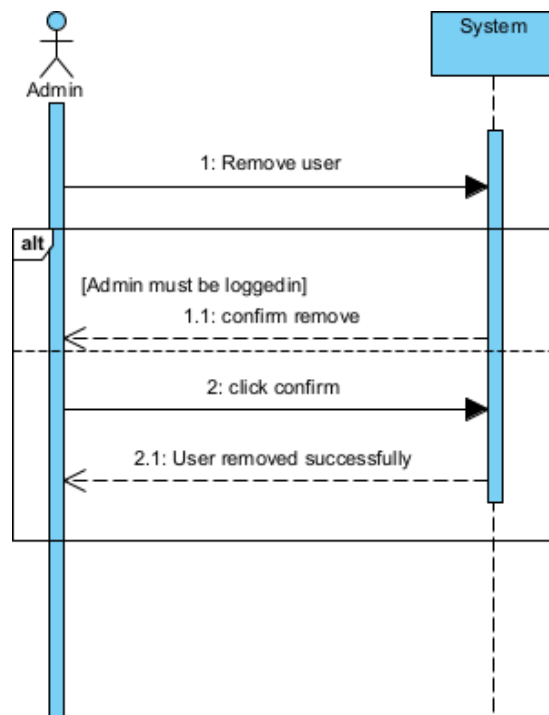 System
Admin
1: Remove user
alt
[Admin must be loggedin]
1.1: confirm remove
2: click confirm
2.1: User removed successfully